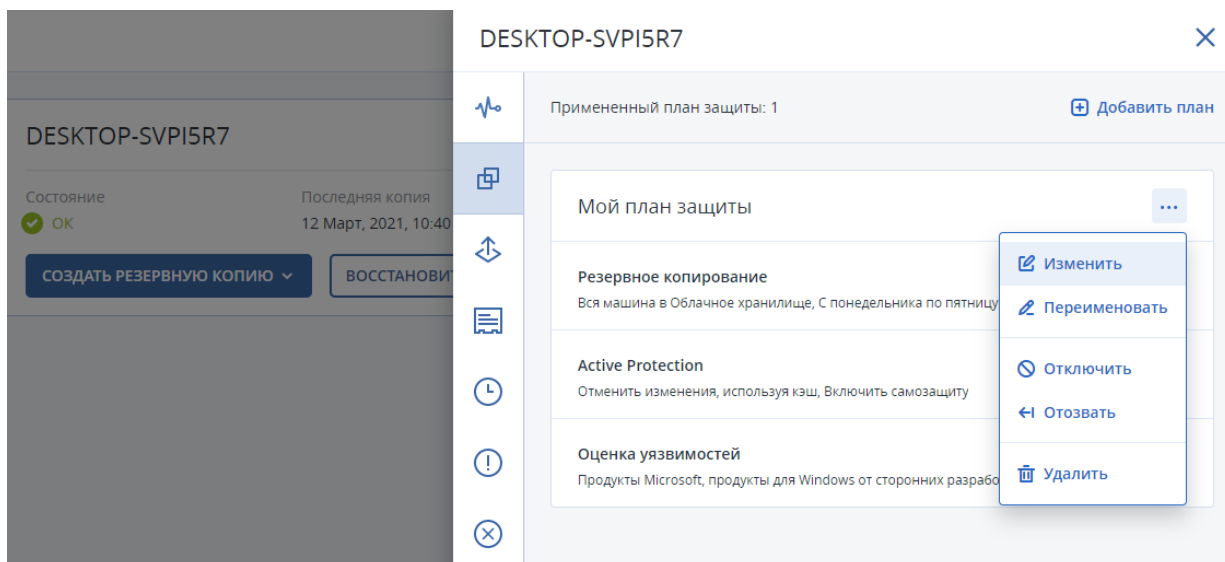 DESKTOP-SVPI5R7
Состояние
Последняя копия
ОК
12 Март, 2021, 10:40
СОЗДАТЬ РЕЗЕРВНУЮ КОПИЮ
ВОССТАНОВИТ
DESKTOP-SVPI5R7
Примененный план защиты: 1
Добавить план
Мой план защиты
Резервное копирование
Вся машина в Облачное хранилище, С понедельника по пятницу
Active Protection
Отменить изменения, используя кэш, Включить самозащиту
Оценка уязвимостей
Продукты Microsoft, продукты для Windows от сторонних разрабо
Изменить
Переименовать
Отключить
Отозвать
Удалить